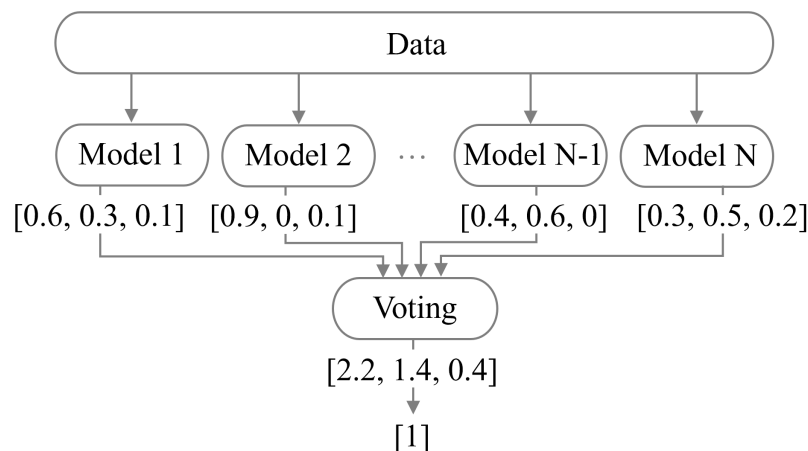 Data
Model 1 Model 2 ... Model N-1 Model N
[0.6, 0.3, 0.1] [0.9, 0, 0.1] [0.4, 0.6, 0] [0.3, 0.5, 0.2]
Voting
[2.2, 1.4, 0.4]
[1]